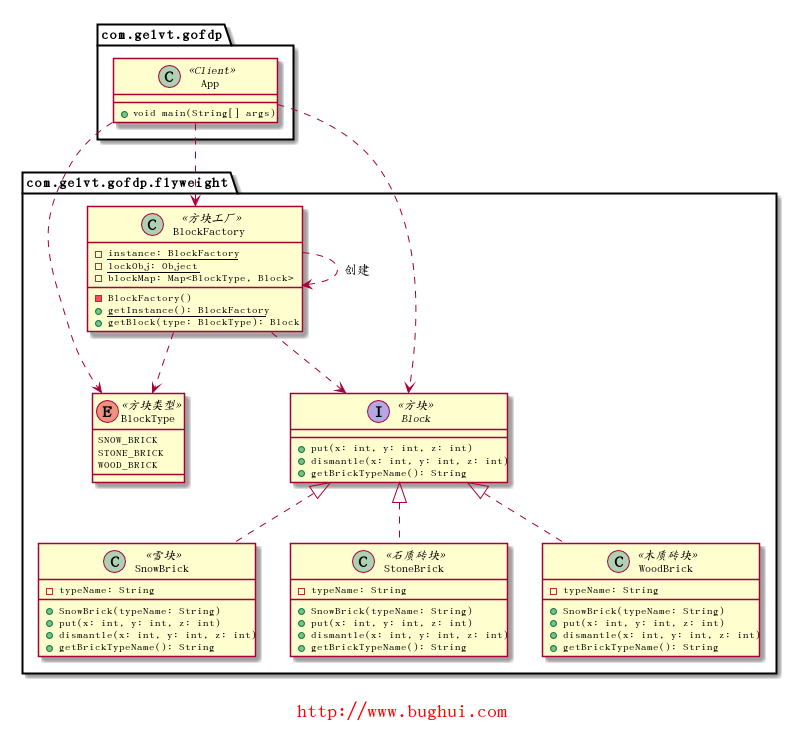 com.gelvt.gofdp
«Client»
C
App
void main(String[] args)
com.gelvt.gofdp.flyweight
«方块工厂»
C
BlockFactory
instance: BlockFactory
lockObj: Object
blockMap: Map<BlockType, Block>
创建
BlockFactory()
getInstance(): BlockFactory
getBlock(type: BlockType): Block
«方块类型»
E
BlockType
SNOW_BRICK
STONE_BRICK
WOOD_BRICK
«方块»
I
Block
put(x: int, y: int, z: int)
dismantle(x: int, y: int, z: int)
getBrickTypeName(): String
«雪块»
C
SnowBrick
typeName: String
SnowBrick(typeName: String)
put(x: int, y: int, z: int)
dismantle(x: int, y: int, z: int)
getBrickTypeName(): String
«石质砖块»
C
StoneBrick
typeName: String
SnowBrick(typeName: String)
put(x: int, y: int, z: int)
dismantle(x: int, y: int, z: int)
getBrickTypeName(): String
«木质砖块»
C
WoodBrick
typeName: String
SnowBrick(typeName: String)
put(x: int, y: int, z: int)
dismantle(x: int, y: int, z: int)
getBrickTypeName(): String
http://www.bughui.com